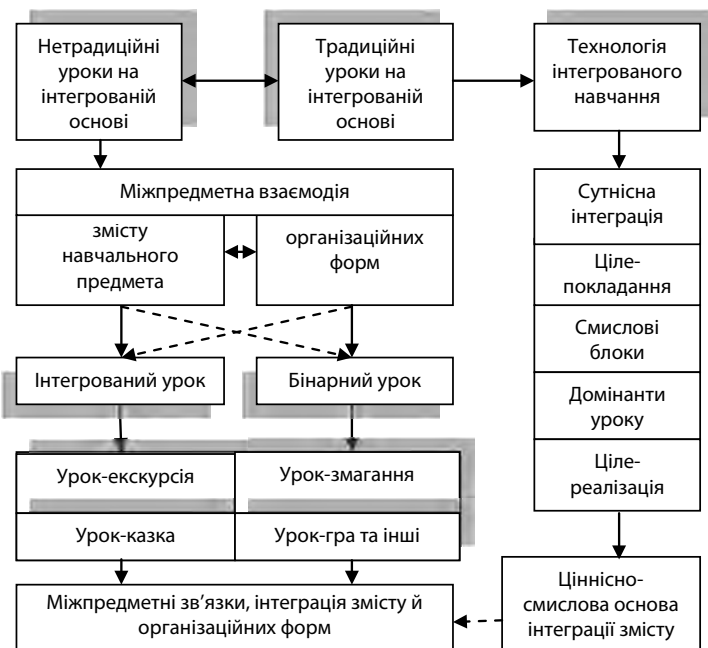 Нетрадиційні
уроки на
інтегрованій
основі
Традиційні
уроки на
інтегрованій
основі
Технологія
інтегрованого
навчання
Міжпредметна взаємодія
змісту
навчального
предмета
організаційних
форм
Сутнісна
інтеграція
Ціле-
покладання
Смислові
блоки
Домінанти
уроку
Ціле-
реалізація
Інтегрований урок
Бінарний урок
Урок-екскурсія
Урок-змагання
Урок-казка
Урок-гра та інші
Міжпредметні зв’язки, інтеграція змісту й
організаційних форм
Ціннісно-
смислова основа
інтеграції змісту